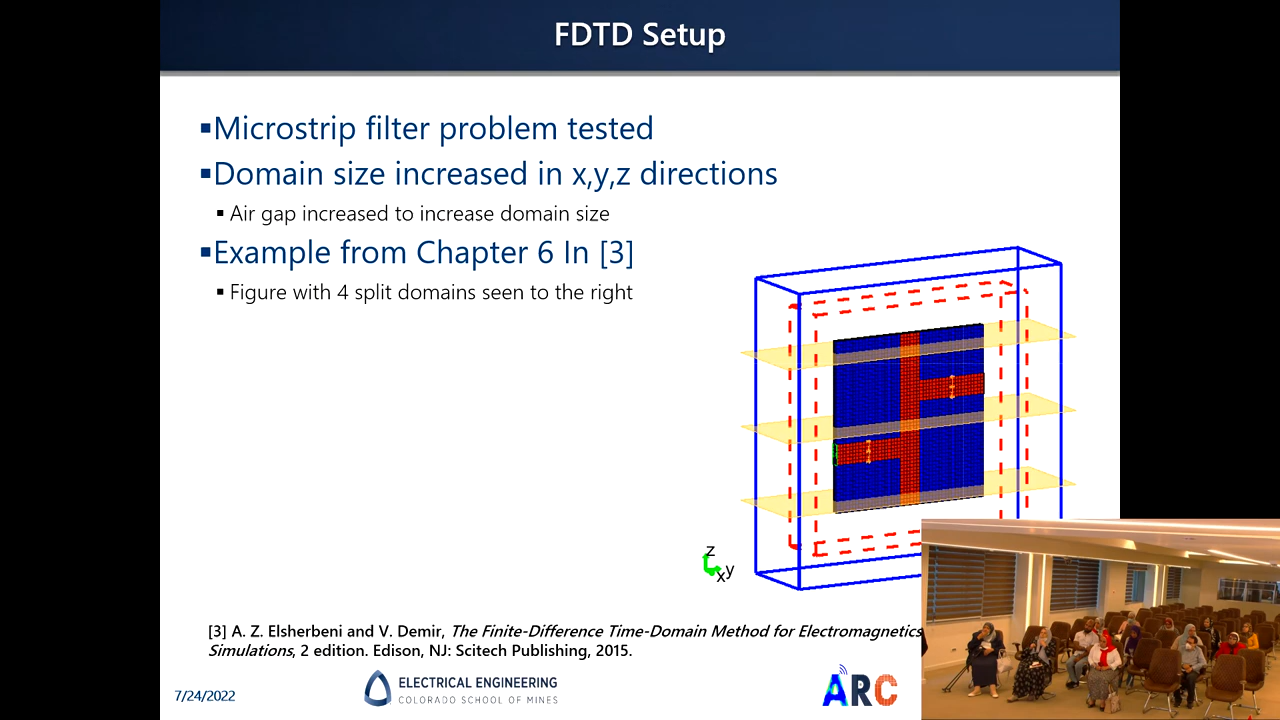 FDTD Setup
▪Microstrip filter problem tested
▪Domain size increased in x,y,z directions
▪ Air gap increased to increase domain size
▪Example from Chapter 6 In [3]
▪ Figure with 4 split domains seen to the right
z
y
x
[3] A. Z. Elsherbeni and V. Demir, The Finite-Difference Time-Domain Method for Electromagnetics
Simulations, 2 edition. Edison, NJ: Scitech Publishing, 2015.
7/24/2022
ELECTRICAL ENGINEERING
COLORADO SCHOOL OF MINES
ARC